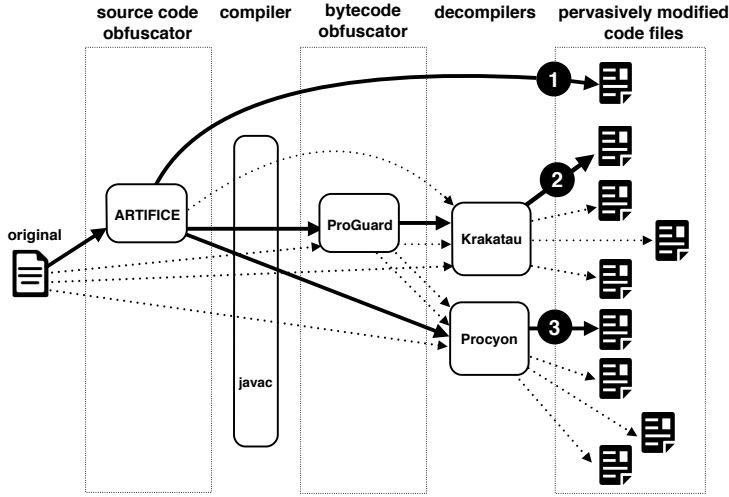 source code
obfuscator
compiler
bytecode
obfuscator
decompilers
pervasively modified
code files
1
2
ARTIFICE
ProGuard
original
Krakatau
3
Procyon
javac